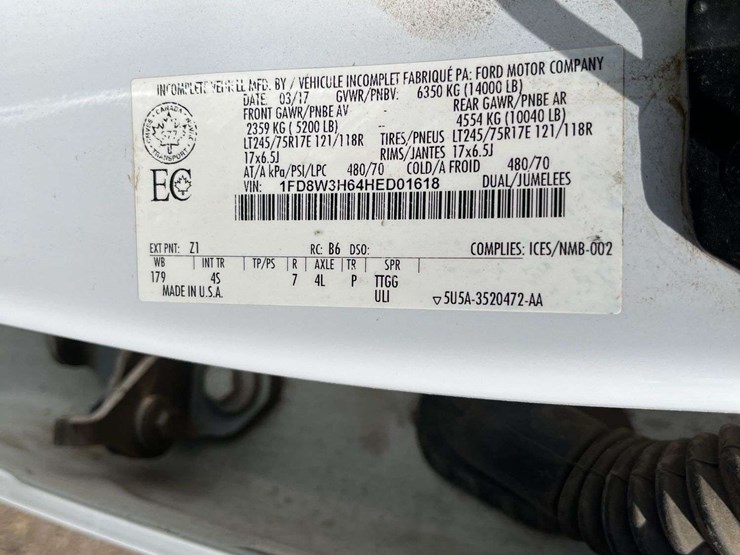 INCOMPLETE VEH. MFD. BY / VÉHICULE INCOMPLET FABRIQUÉ PA: FORD MOTOR COMPANY
DATE: 03/17 GVWR/PNBV: 6350 KG (14000 LB)
FRONT GAWR/PNBE AV REAR GAWR/PNBE AR
2359 KG (5200 LB) 4554 KG (10040 LB)
LT245/75R17E 121/118R TIRES/PNEUS LT245/75R17E 121/118R
17x6.5J RIMS/JANTES 17x6.5J
AT/A kPa/PSI/LPC 480/70 COLD/A FROID 480/70
VIN: 1FD8W3H64HED01618 DUAL/JUMELEES
CANADA
TRANSPORT
EC
EXT PNT: Z1 RC: B6 DSO: COMPLIES: ICES/NMB-002
WB INT TR TP/PS R AXLE TR SPR
179 4S 7 4L P TTGG
MADE IN U.S.A. ULI ▽5U5A-3520472-AA